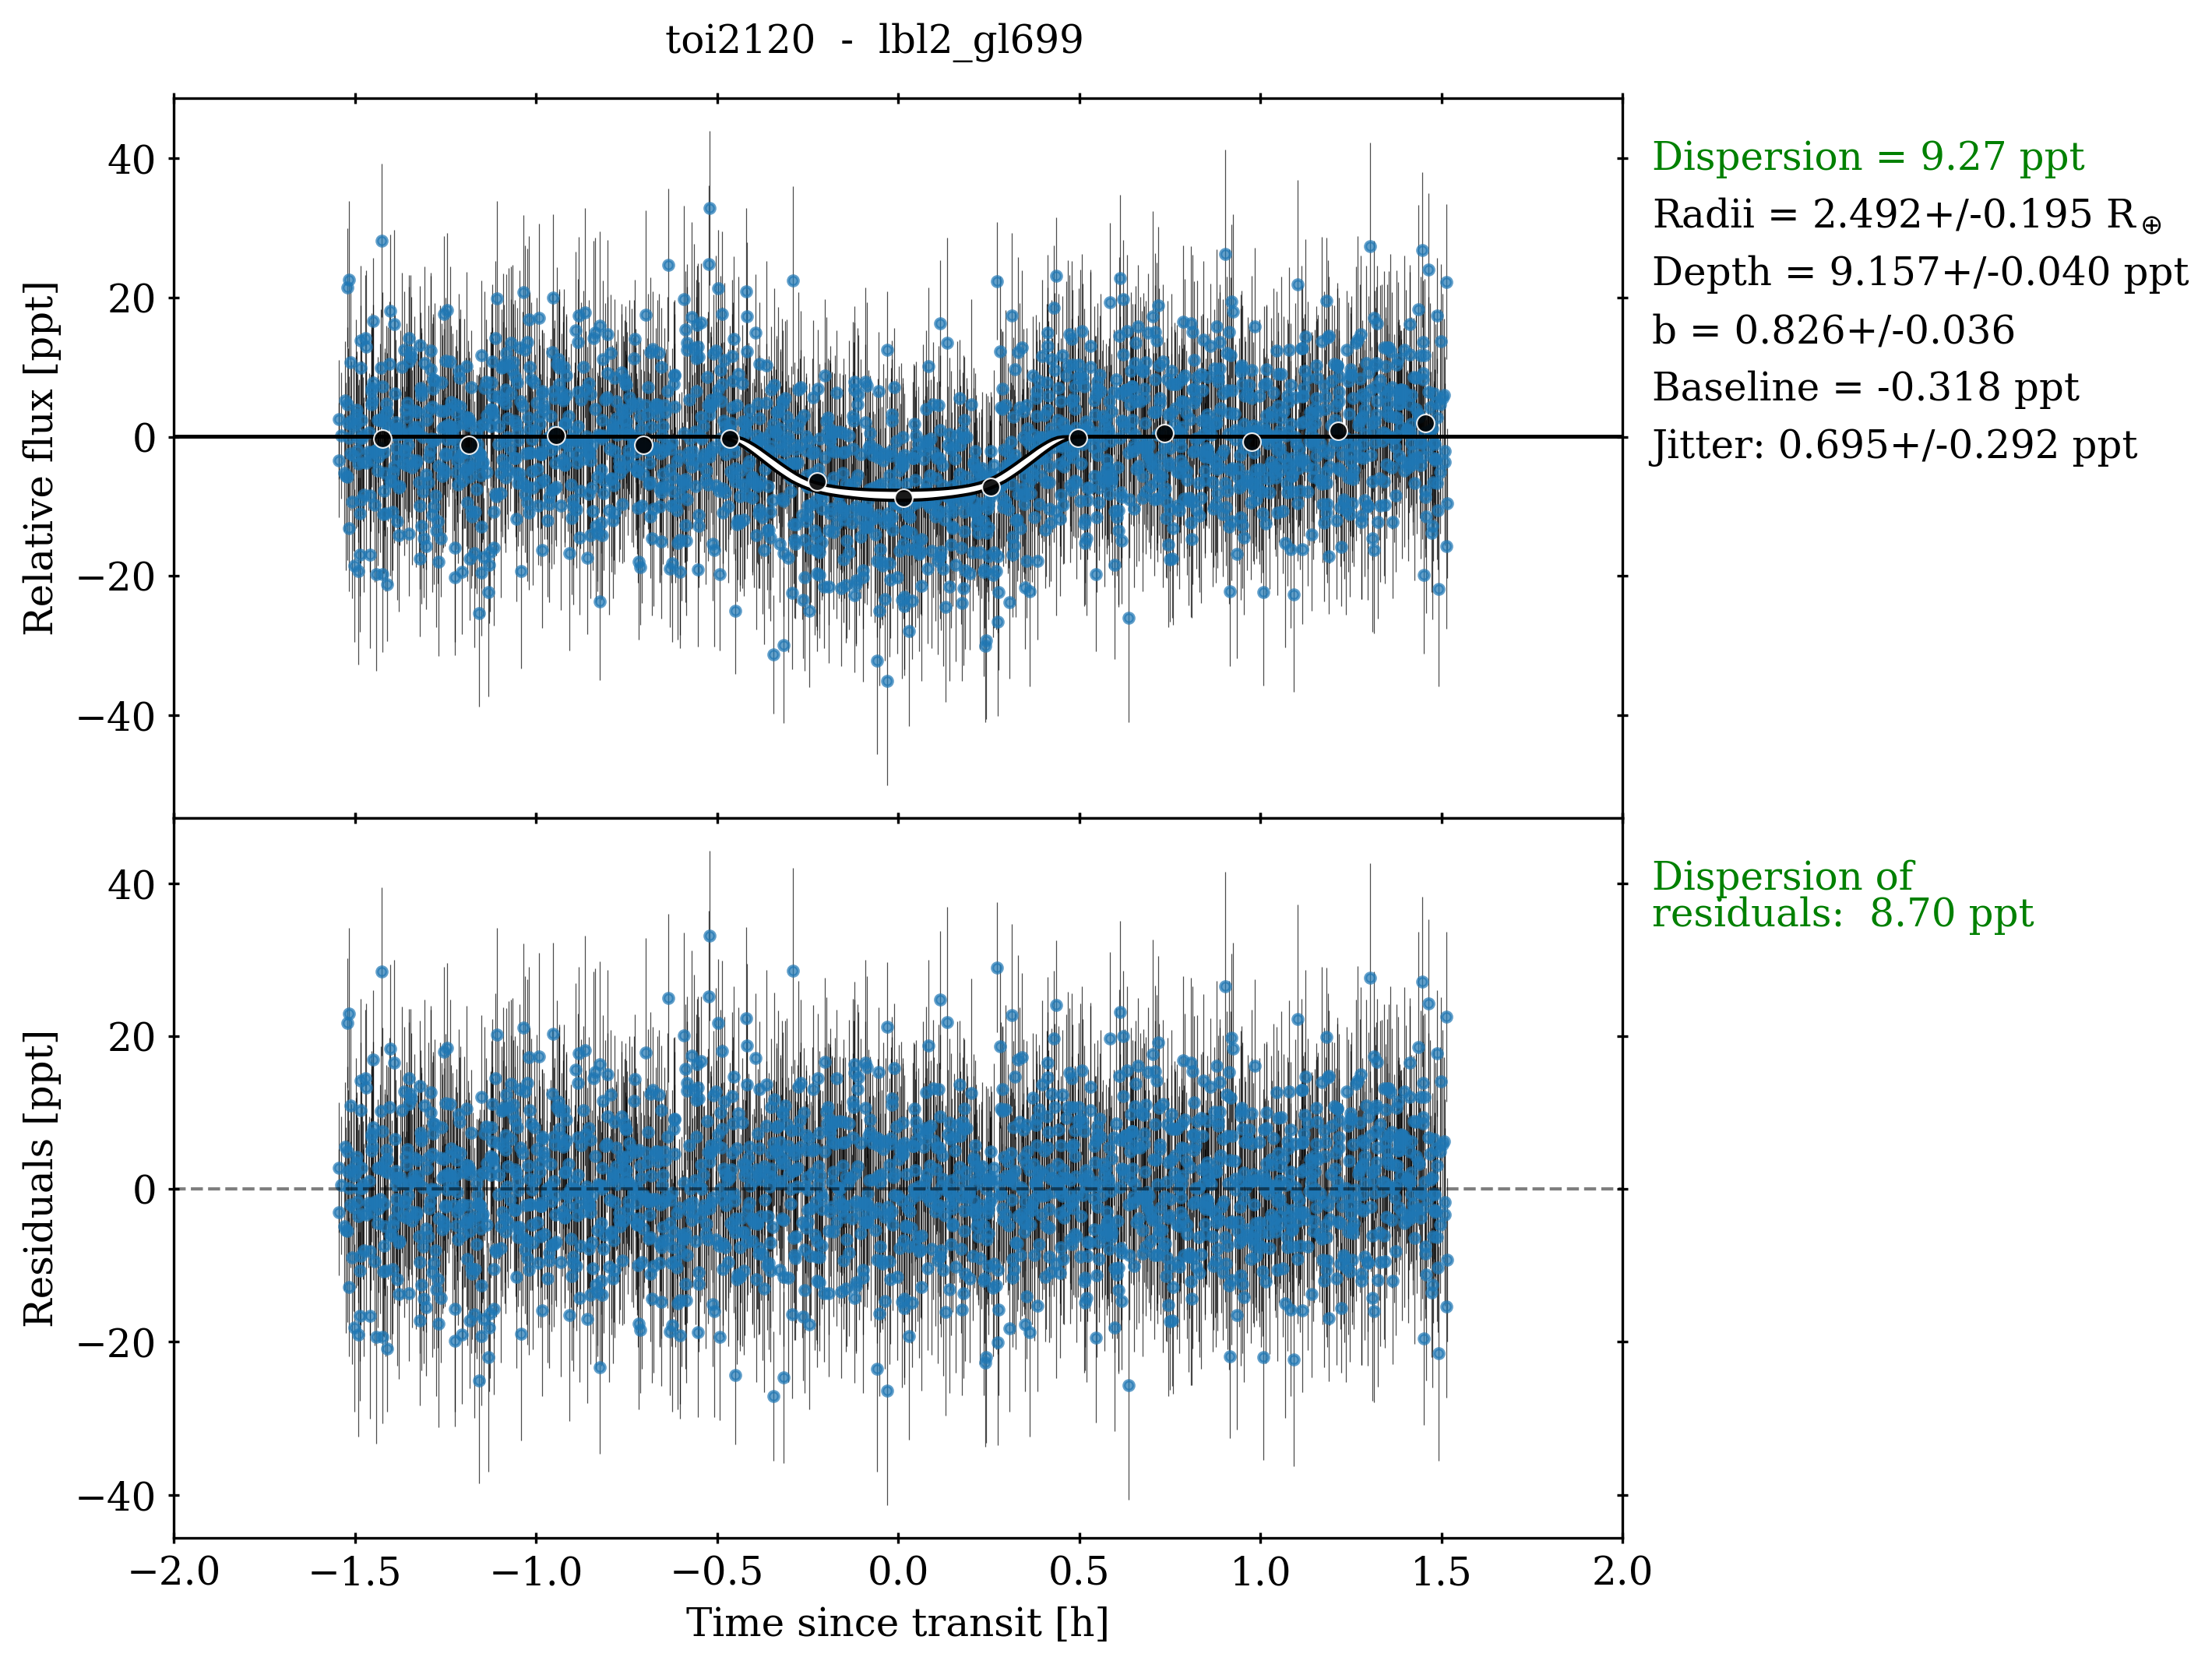 toi2120 - lbl2_gl699
Relative flux [ppt]
40
20
0
−20
−40
Dispersion = 9.27 ppt
Radii = 2.492+/-0.195 R⊕
Depth = 9.157+/-0.040 ppt
b = 0.826+/-0.036
Baseline = -0.318 ppt
Jitter: 0.695+/-0.292 ppt
Residuals [ppt]
40
20
0
−20
−40
Dispersion of
residuals: 8.70 ppt
−2.0 −1.5 −1.0 −0.5 0.0 0.5 1.0 1.5 2.0
Time since transit [h]